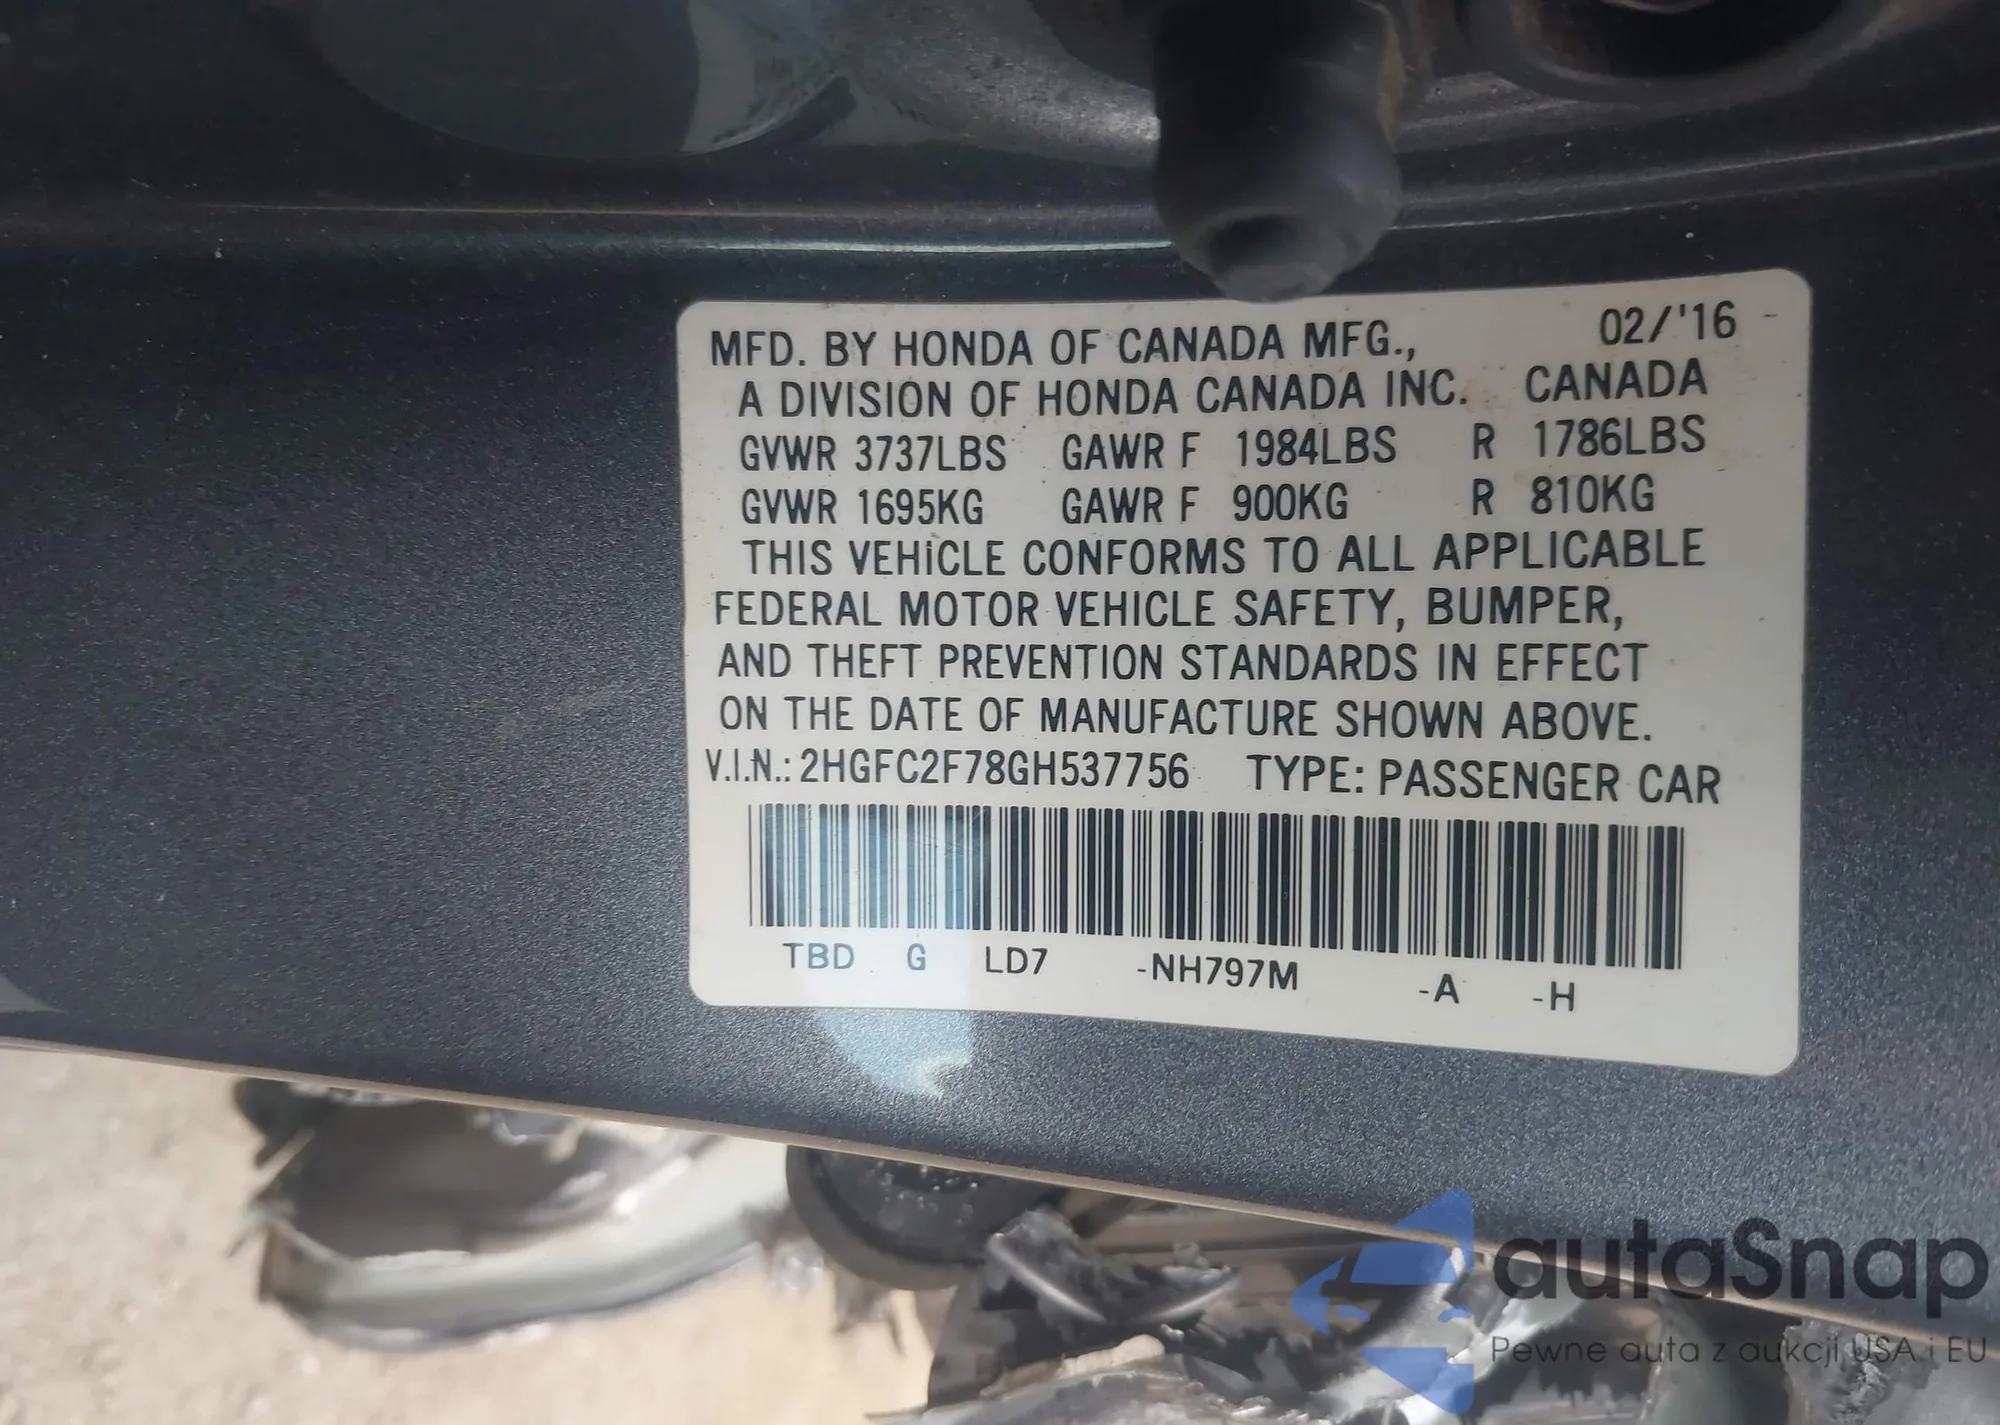 MFD. BY HONDA OF CANADA MFG., 02/'16
A DIVISION OF HONDA CANADA INC. CANADA
GVWR 3737LBS GAWR F 1984LBS R 1786LBS
GVWR 1695KG GAWR F 900KG R 810KG
THIS VEHICLE CONFORMS TO ALL APPLICABLE
FEDERAL MOTOR VEHICLE SAFETY, BUMPER,
AND THEFT PREVENTION STANDARDS IN EFFECT
ON THE DATE OF MANUFACTURE SHOWN ABOVE.
V.I.N.: 2HGFC2F78GH537756 TYPE: PASSENGER CAR
TBD G LD7 -NH797M -A -H
autaSnap
Pewne auta z aukcji USA i EU